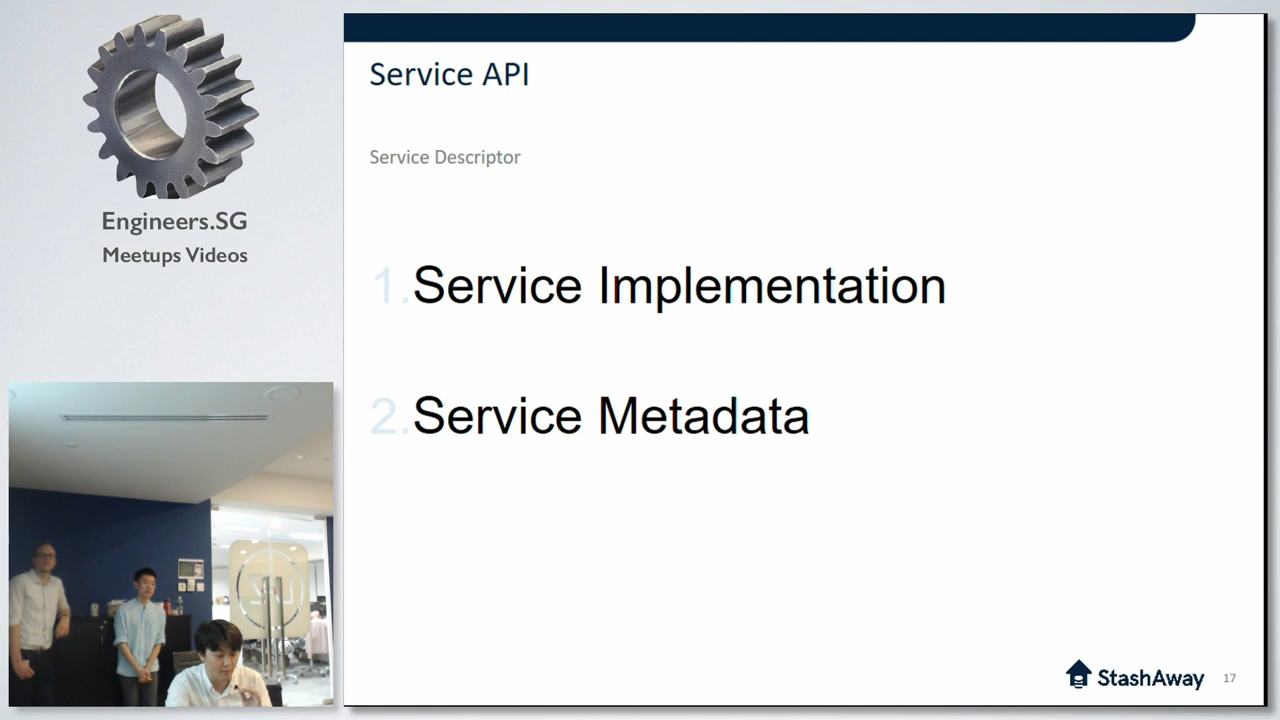 Engineers.SG
Meetups Videos
Service API
Service Descriptor
1.Service Implementation
2.Service Metadata
StashAway
17